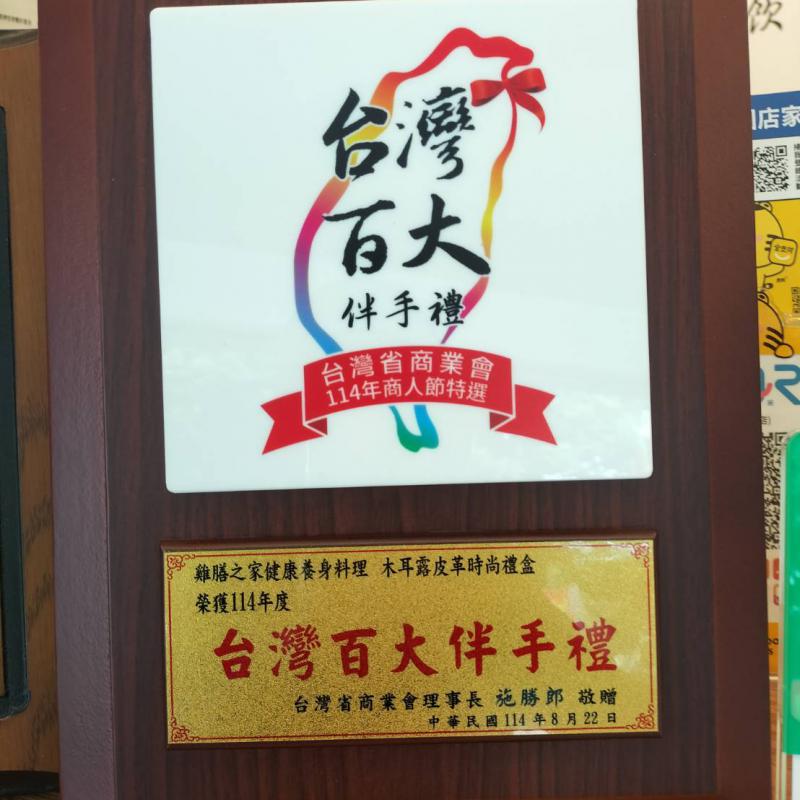 台灣
百大
伴手禮
台灣省商業會
114年商人節特選
雞膳之家健康養身料理 木耳露皮革時尚禮盒
榮獲114年度
台灣百大伴手禮
台灣省商業會理事長 施勝郎 敬贈
中華民國114年8月22日
飲
店家